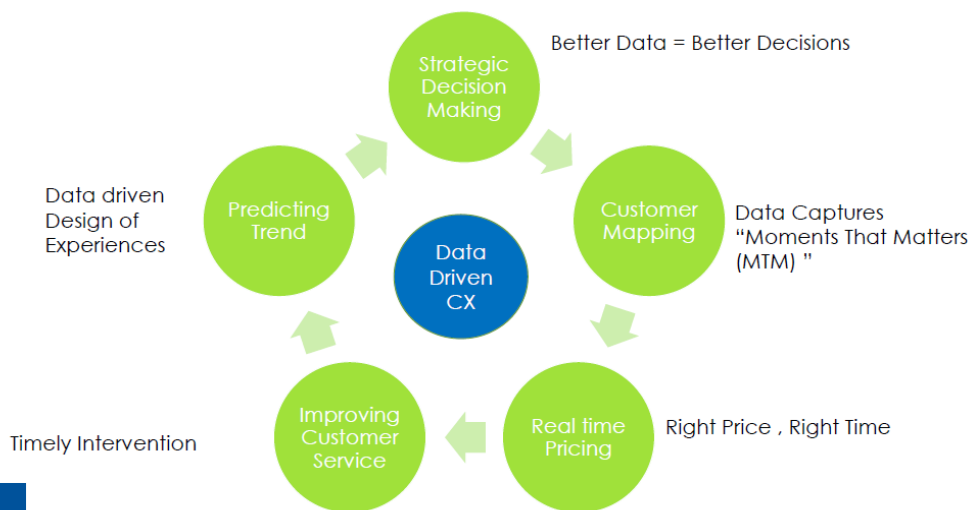 Strategic
Decision
Making
Better Data = Better Decisions
Customer
Mapping
Data Captures
“Moments That Matters
(MTM) ”
Real time
Pricing
Right Price , Right Time
Improving
Customer
Service
Timely Intervention
Predicting
Trend
Data driven
Design of
Experiences
Data
Driven
CX